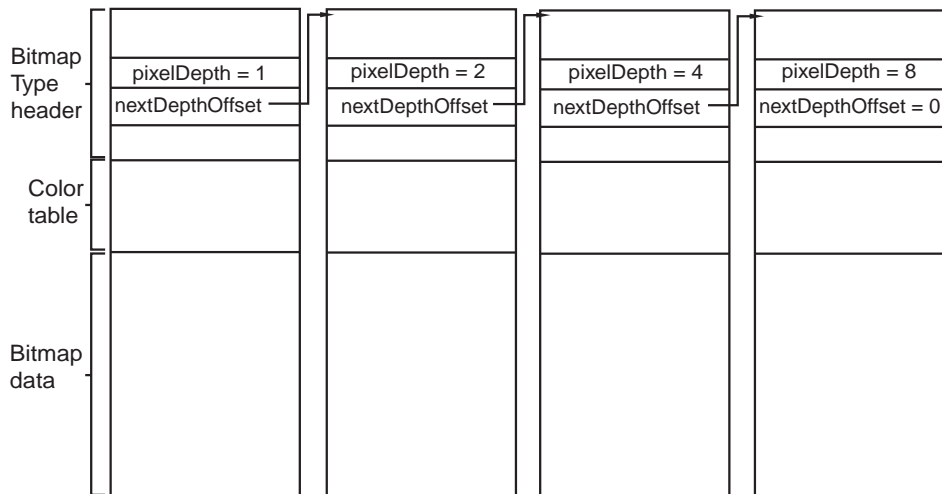 Bitmap
Type
header
pixelDepth = 1
pixelDepth = 2
pixelDepth = 4
pixelDepth = 8
nextDepthOffset
nextDepthOffset
nextDepthOffset
nextDepthOffset = 0
Color
table
Bitmap
data